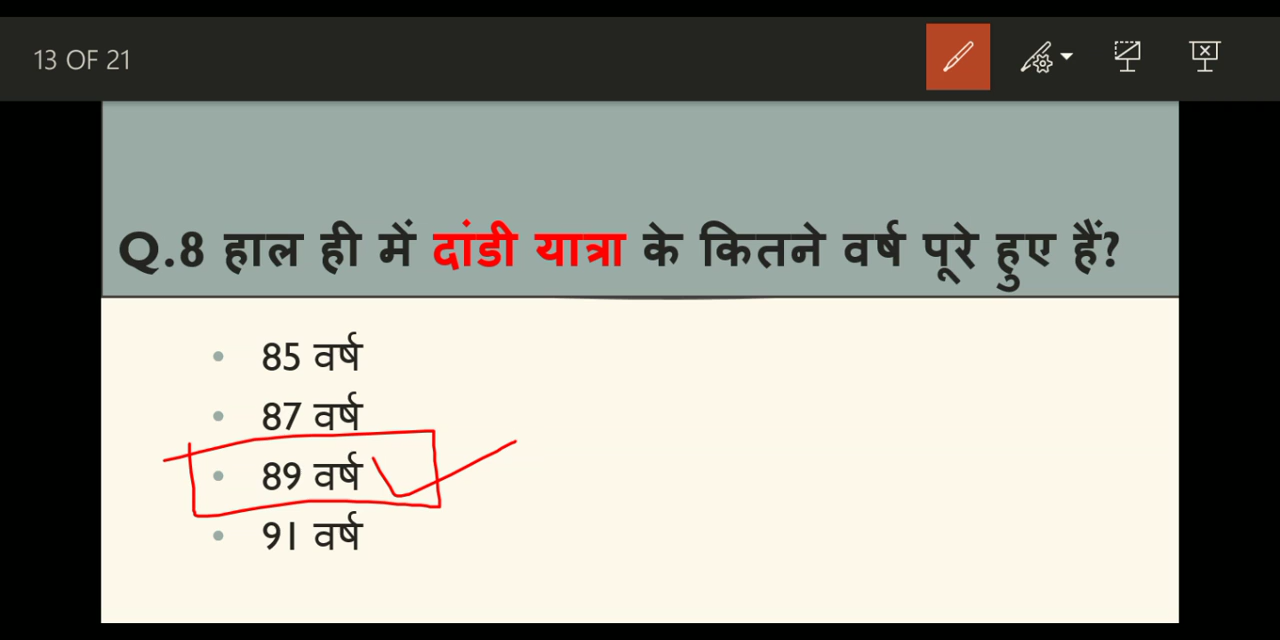 13 OF 21
Q.8 हाल ही में दांडी यात्रा के कितने वर्ष पूरे हुए हैं?
85 वर्ष
87 वर्ष
89 वर्ष
91 वर्ष